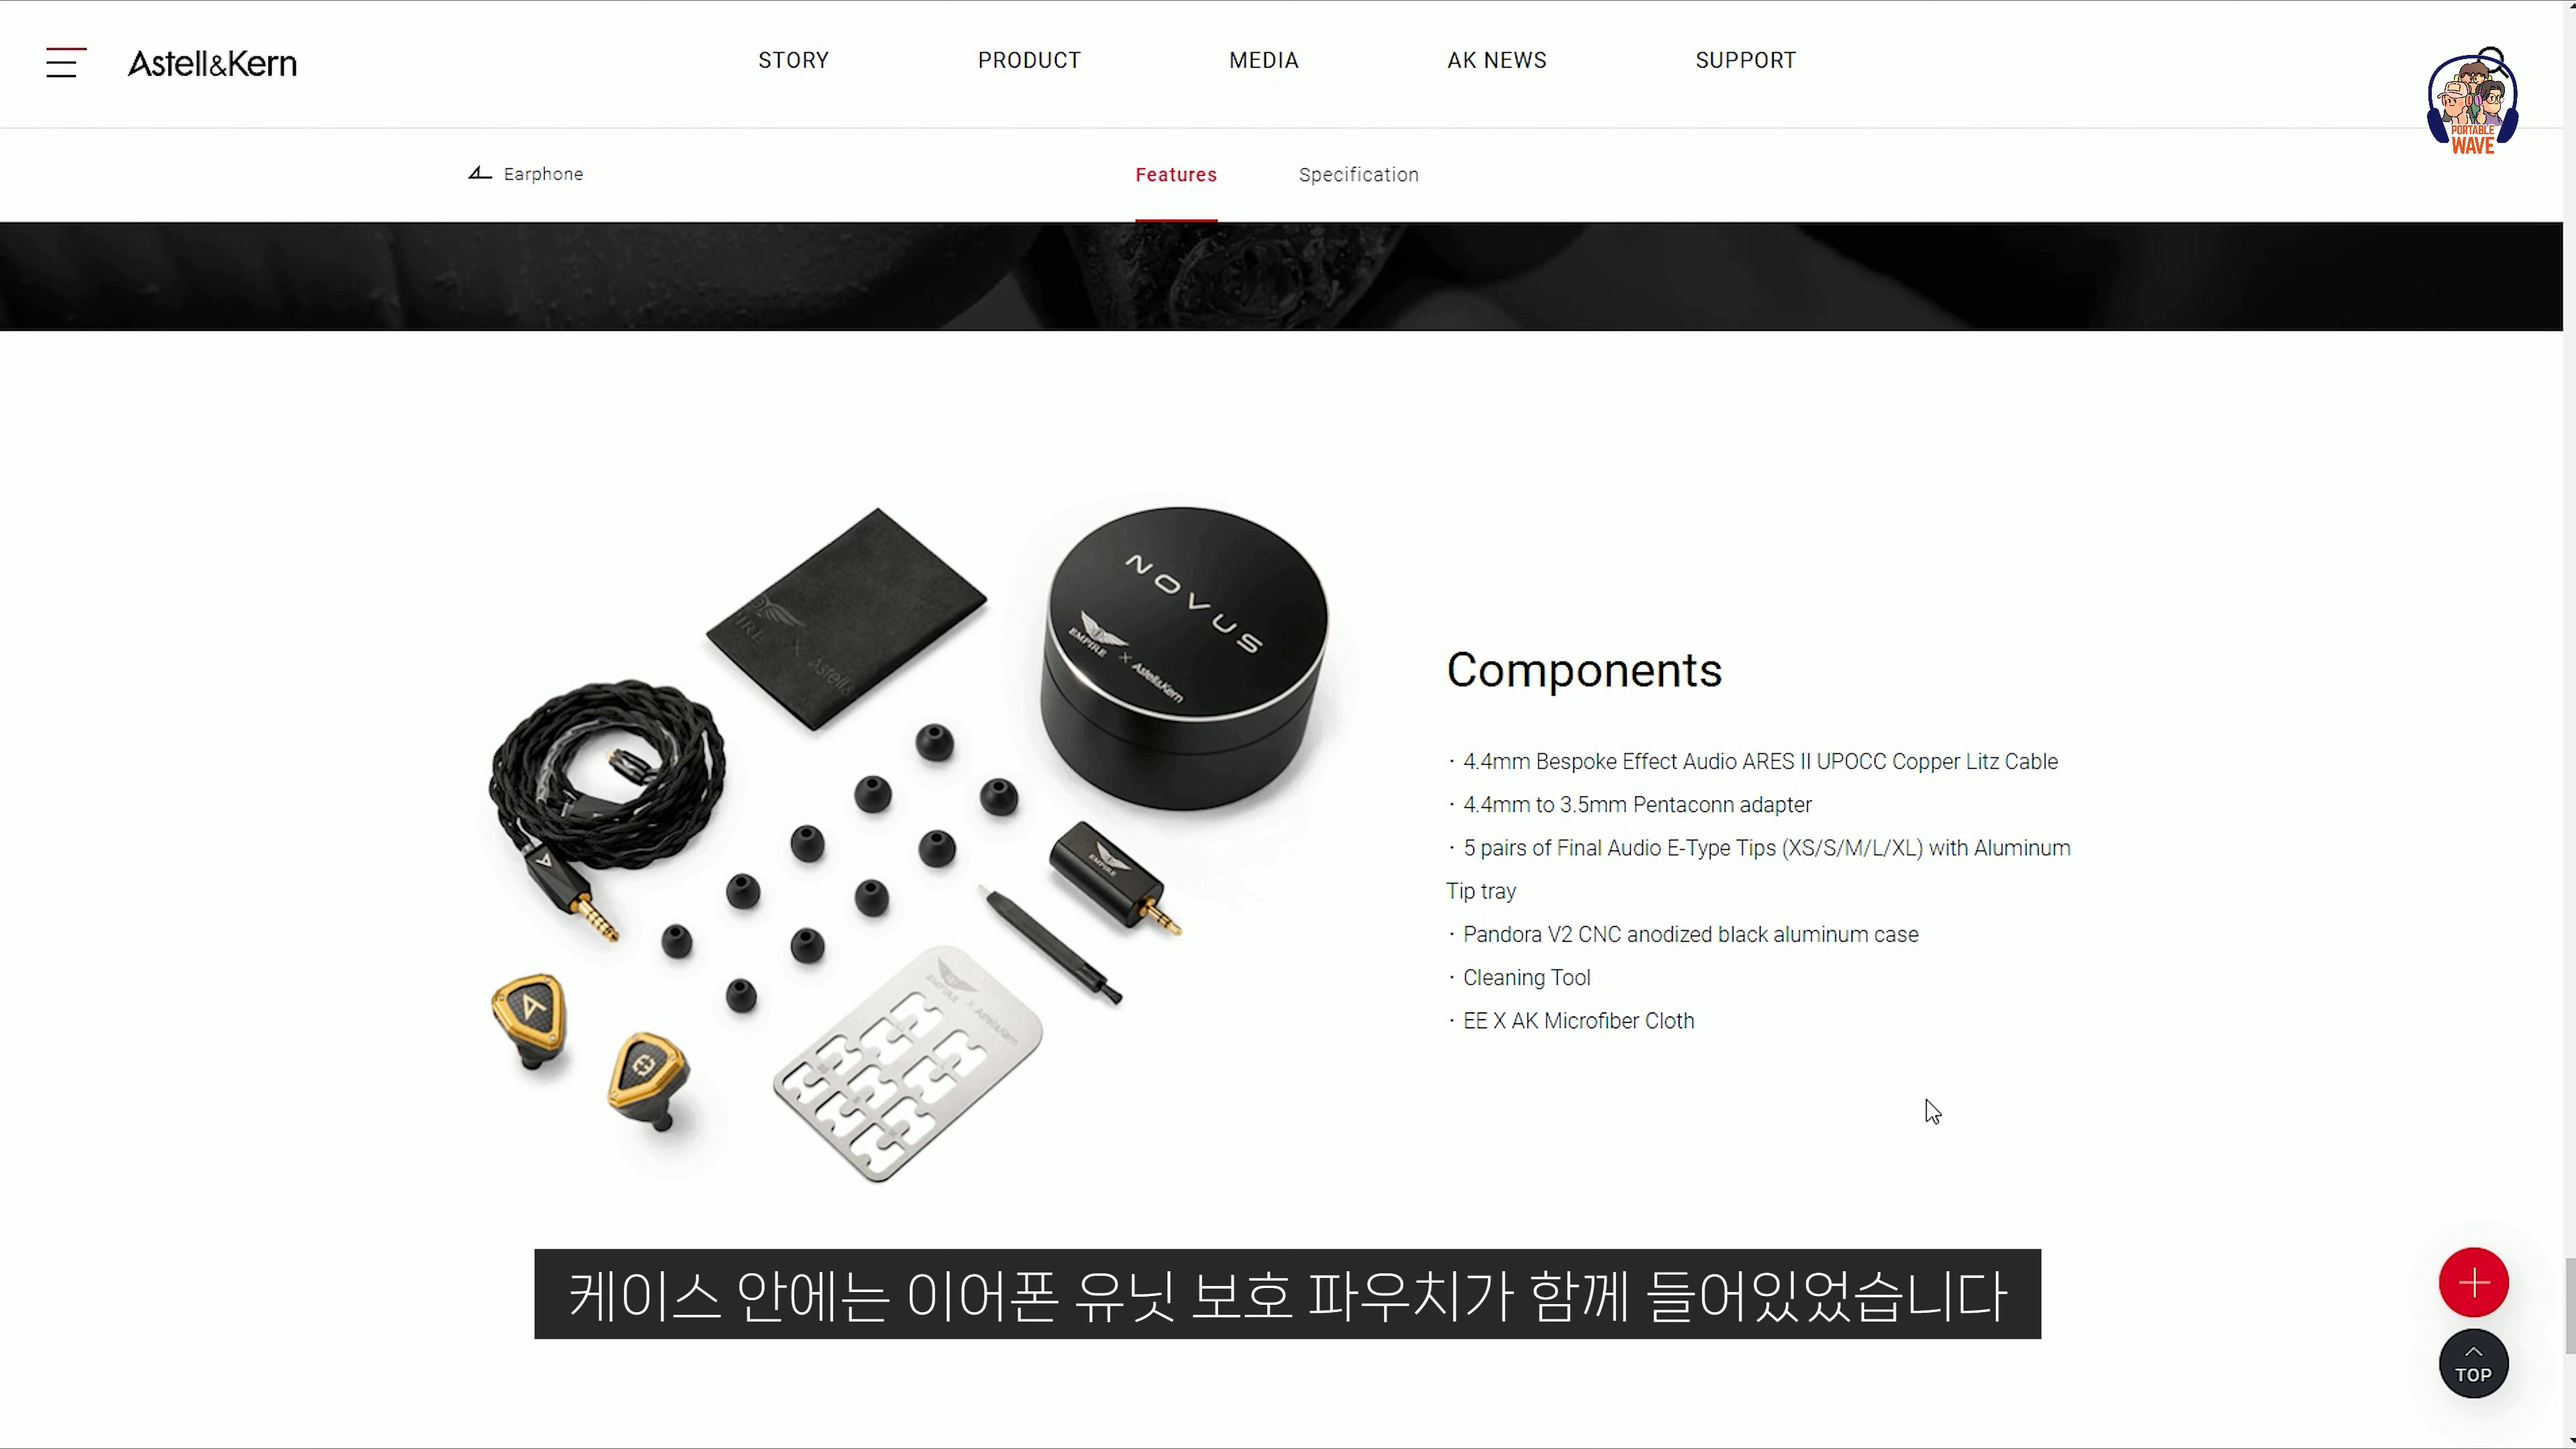 Astell&Kern
STORY
PRODUCT
MEDIA
AK NEWS
SUPPORT
PORTABLE
WAVE
Earphone
Features
Specification
NOVUS
EMPIRE X Astell&Kern
Components
· 4.4mm Bespoke Effect Audio ARES II UPOCC Copper Litz Cable
· 4.4mm to 3.5mm Pentaconn adapter
· 5 pairs of Final Audio E-Type Tips (XS/S/M/L/XL) with Aluminum
Tip tray
· Pandora V2 CNC anodized black aluminum case
· Cleaning Tool
· EE X AK Microfiber Cloth
EMPIRE
EMPIRE X Astell&Kern
케이스 안에는 이어폰 유닛 보호 파우치가 함께 들어있었습니다
TOP